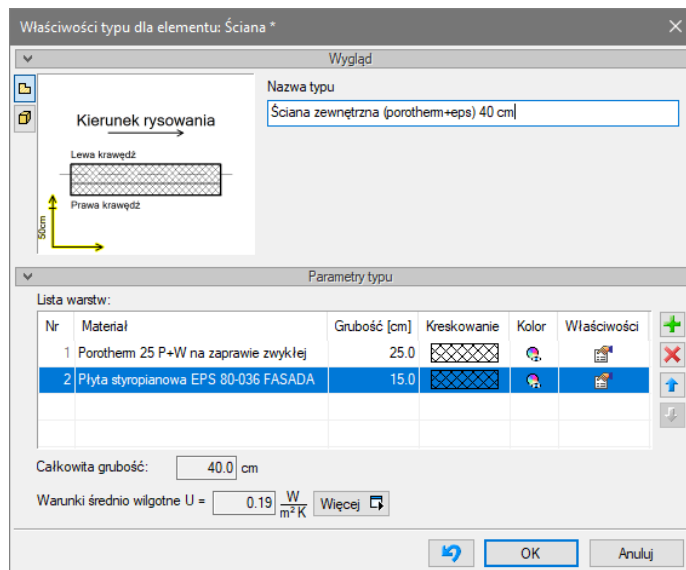 Właściwości typu dla elementu: Ściana *
Wygląd
Nazwa typu
Ściana zewnętrzna (porotherm+eps) 40 cm
Kierunek rysowania
Lewa krawędź
Prawa krawędź
50cm
Parametry typu
Lista warstw:
Nr Materiał Grubość [cm] Kreskowanie Kolor Właściwości
1 Porotherm 25 P+W na zaprawie zwykłej 25.0
2 Płyta styropianowa EPS 80-036 FASADA 15.0
Całkowita grubość: 40.0 cm
Warunki średnio wilgotne U = 0.19 W/m² K Więcej
OK Anuluj